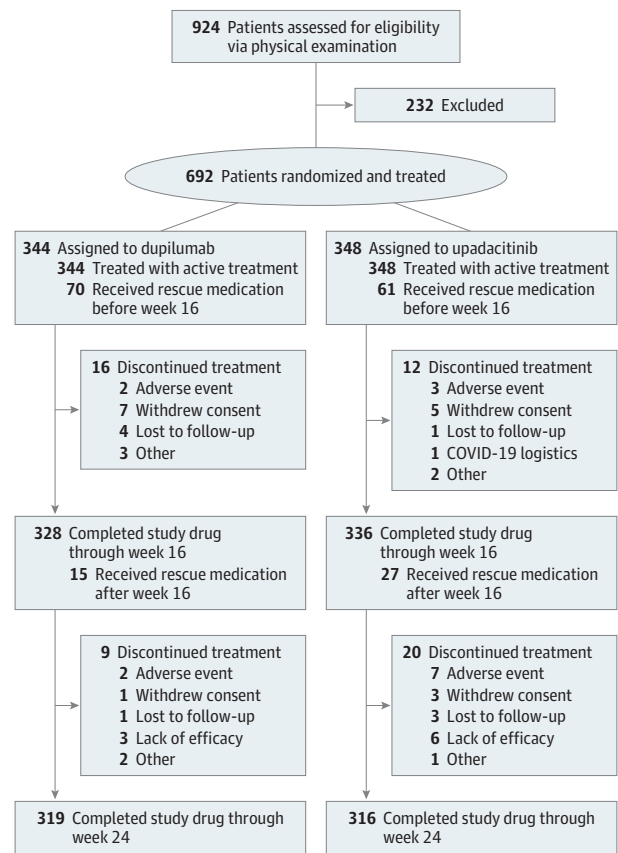 924 Patients assessed for eligibility
via physical examination
232 Excluded
692 Patients randomized and treated
344 Assigned to dupilumab
344 Treated with active treatment
70 Received rescue medication
before week 16
348 Assigned to upadacitinib
348 Treated with active treatment
61 Received rescue medication
before week 16
16 Discontinued treatment
2 Adverse event
7 Withdrew consent
4 Lost to follow-up
3 Other
12 Discontinued treatment
3 Adverse event
5 Withdrew consent
1 Lost to follow-up
1 COVID-19 logistics
2 Other
328 Completed study drug
through week 16
15 Received rescue medication
after week 16
336 Completed study drug
through week 16
27 Received rescue medication
after week 16
9 Discontinued treatment
2 Adverse event
1 Withdrew consent
1 Lost to follow-up
3 Lack of efficacy
2 Other
20 Discontinued treatment
7 Adverse event
3 Withdrew consent
3 Lost to follow-up
6 Lack of efficacy
1 Other
319 Completed study drug through
week 24
316 Completed study drug through
week 24